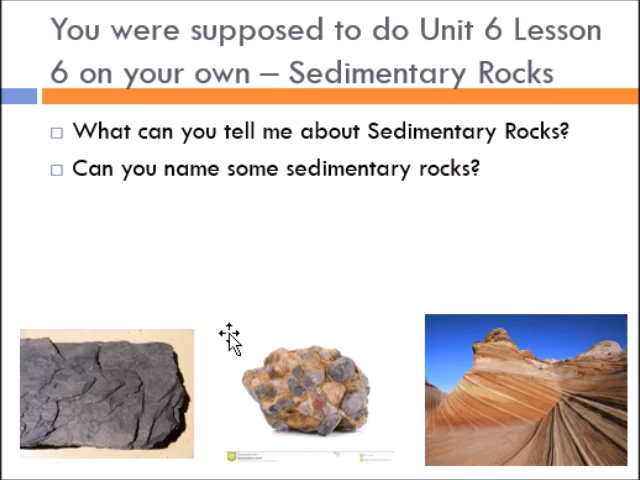 You were supposed to do Unit 6 Lesson
6 on your own – Sedimentary Rocks
What can you tell me about Sedimentary Rocks?
Can you name some sedimentary rocks?